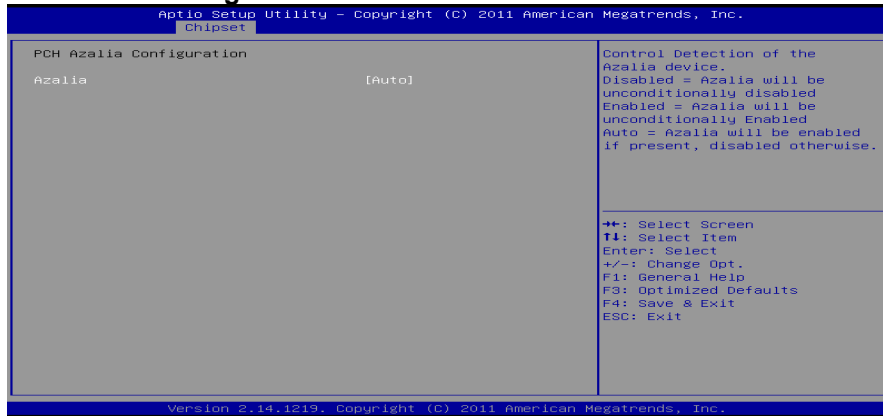 Aptio Setup Utility – Copyright (C) 2011 American Megatrends, Inc.
Chipset
PCH Azalia Configuration
Azalia [Auto]
Control Detection of the
Azalia device.
Disabled = Azalia will be
unconditionally disabled
Enabled = Azalia will be
unconditionally Enabled
Auto = Azalia will be enabled
if present, disabled otherwise.
→←: Select Screen
↑↓: Select Item
Enter: Select
+/-: Change Opt.
F1: General Help
F3: Optimized Defaults
F4: Save & Exit
ESC: Exit
Version 2.14.1219. Copyright (C) 2011 American Megatrends, Inc.